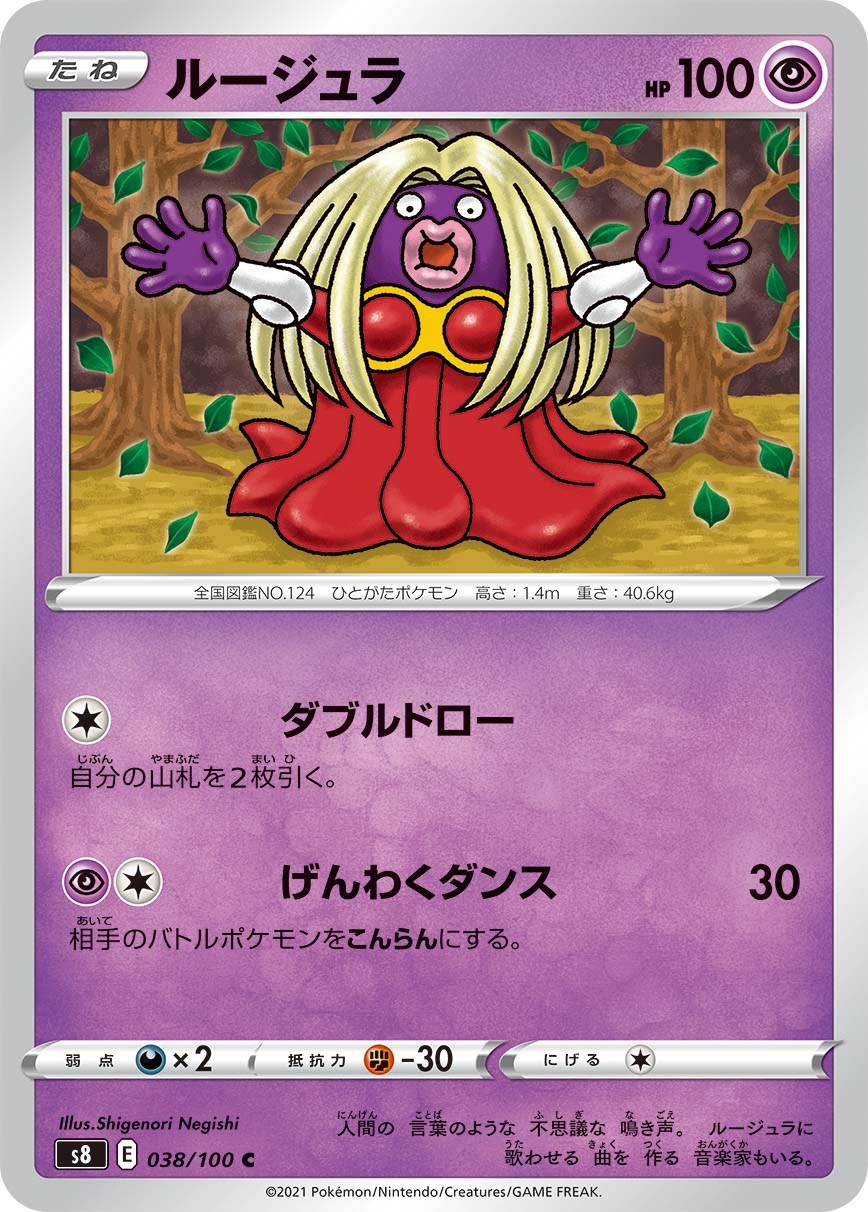 たね ルージュラ HP 100
全国図鑑NO.124 ひとがたポケモン 高さ:1.4m 重さ:40.6kg
ダブルドロー
自分の山札を2枚引く。
げんわくダンス 30
相手のバトルポケモンをこんらんにする。
弱点 ×2 抵抗力 -30 にげる
Illus.Shigenori Negishi
人間の 言葉のような 不思議な 鳴き声。 ルージュラに
歌わせる 曲を 作る 音楽家もいる。
s8 E 038/100 C
©2021 Pokémon/Nintendo/Creatures/GAME FREAK.